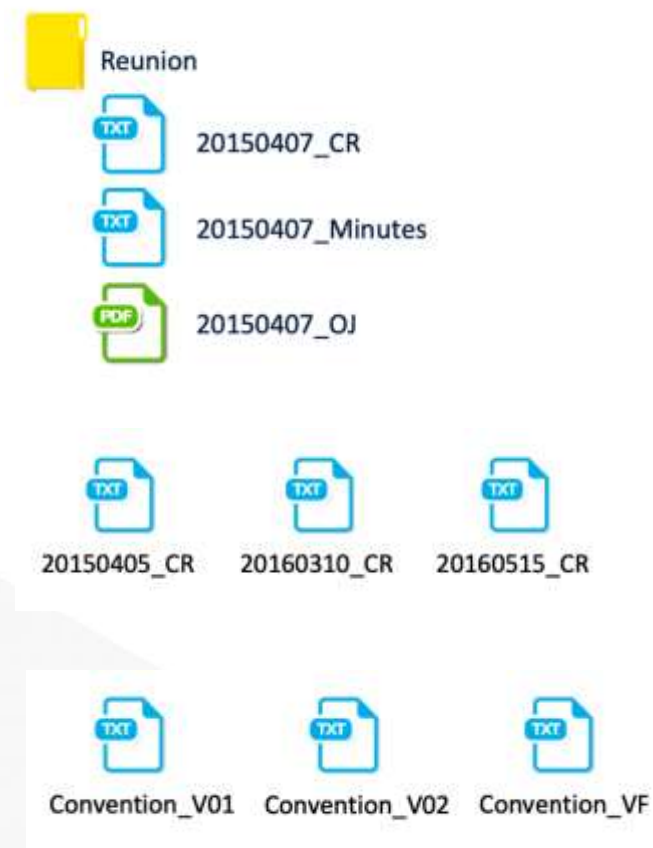 Reunion
TXT
20150407_CR
TXT
20150407_Minutes
PDF
20150407_OJ
TXT TXT TXT
20150405_CR 20160310_CR 20160515_CR
TXT TXT TXT
Convention_V01 Convention_V02 Convention_VF